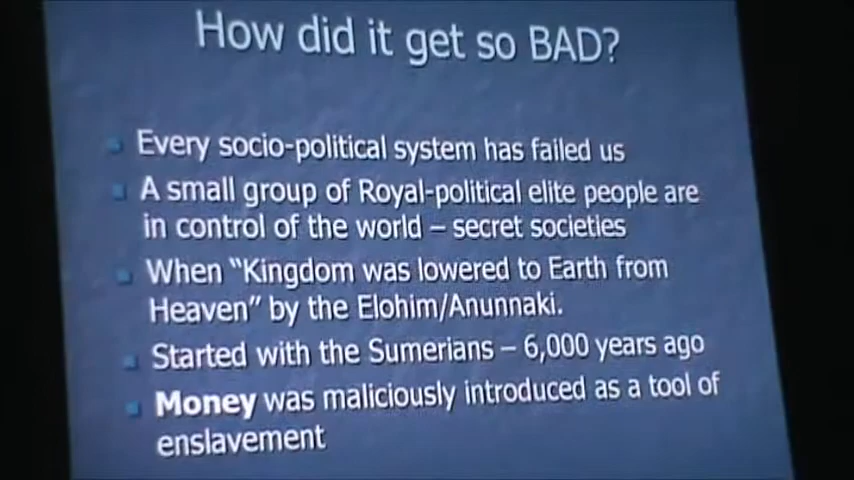 How did it get so BAD?
Every socio-political system has failed us
A small group of Royal-political elite people are
in control of the world – secret societies
When “Kingdom was lowered to Earth from
Heaven” by the Elohim/Anunnaki.
Started with the Sumerians – 6,000 years ago
Money was maliciously introduced as a tool of
enslavement